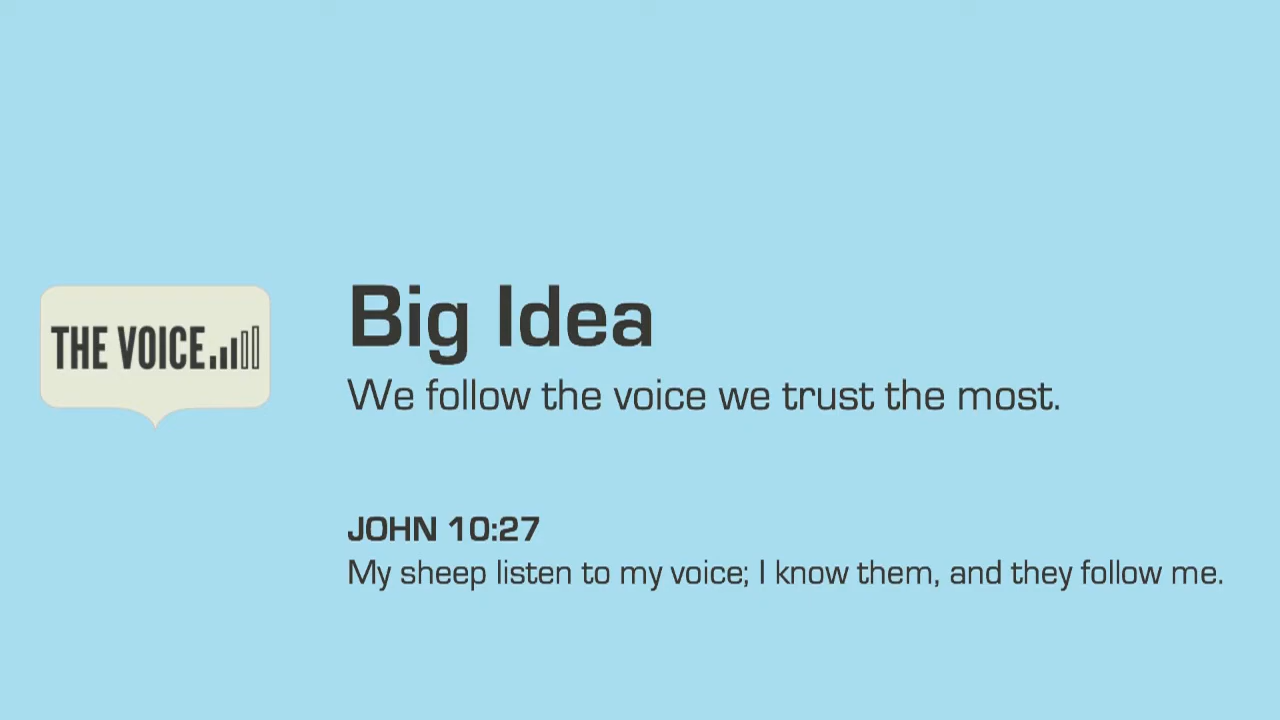 THE VOICE
Big Idea
We follow the voice we trust the most.
JOHN 10:27
My sheep listen to my voice; I know them, and they follow me.